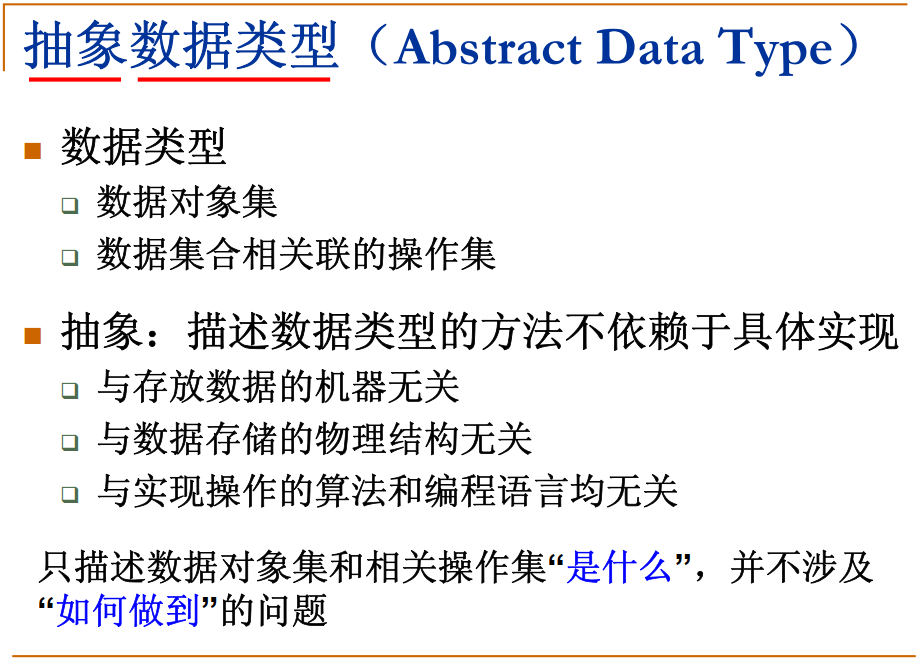 抽象数据类型（Abstract Data Type）
数据类型
数据对象集
数据集合相关联的操作集
抽象：描述数据类型的方法不依赖于具体实现
与存放数据的机器无关
与数据存储的物理结构无关
与实现操作的算法和编程语言均无关
只描述数据对象集和相关操作集“是什么”，并不涉及
“如何做到”的问题